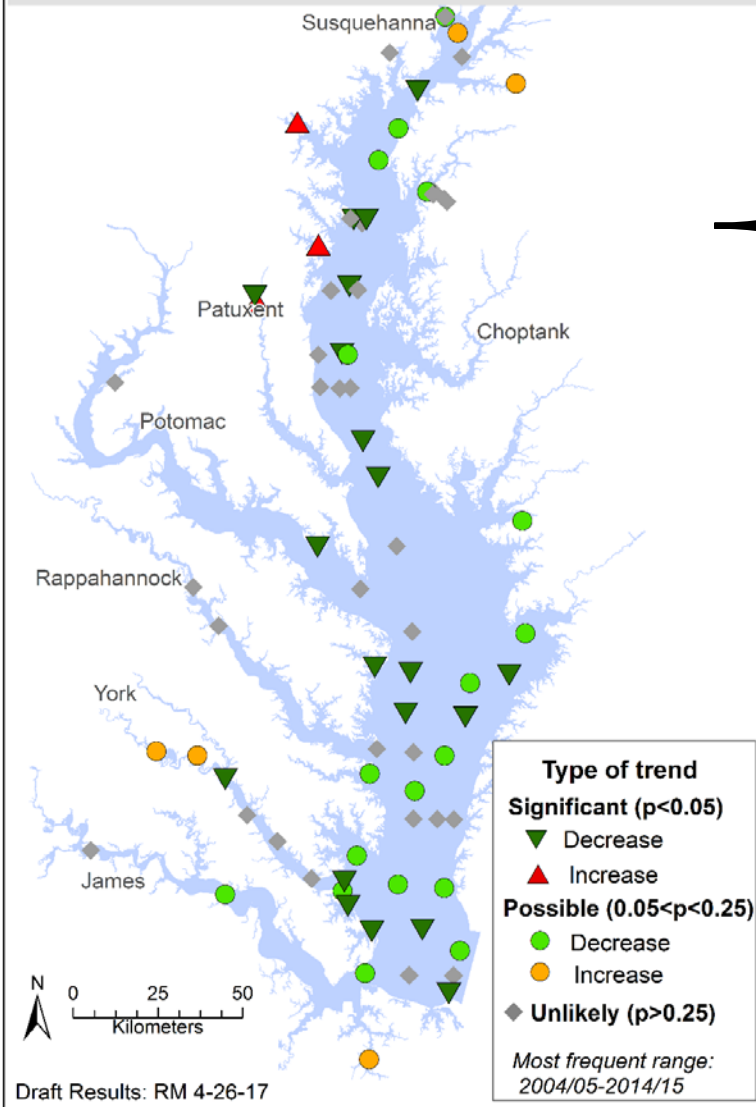 Susquehanna
Patuxent
Choptank
Potomac
Rappahannock
York
James
Type of trend
Significant (p<0.05)
Decrease
Increase
Possible (0.05<p<0.25)
Decrease
Increase
Unlikely (p>0.25)
Most frequent range:
2004/05-2014/15
N
0 25 50
Kilometers
Draft Results: RM 4-26-17